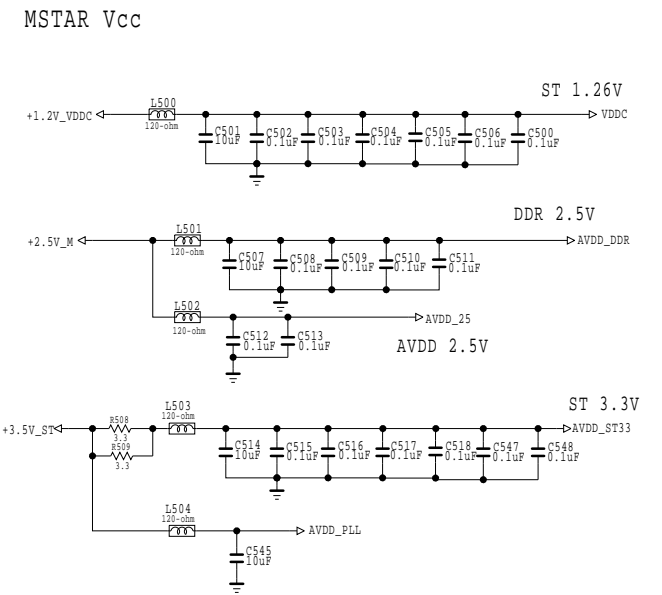 MSTAR Vcc
ST 1.26V
L500
+1.2V_VDDC
120-ohm
VDDC
C501 C502 C503 C504 C505 C506 C500
10uF 0.1uF 0.1uF 0.1uF 0.1uF 0.1uF 0.1uF
DDR 2.5V
L501
+2.5V_M
AVDD_DDR
120-ohm
C507 C508 C509 C510 C511
10uF 0.1uF 0.1uF 0.1uF 0.1uF
L502
120-ohm
AVDD_25
C512 C513
0.1uF 0.1uF
AVDD 2.5V
ST 3.3V
L503
120-ohm
R508
+3.5V_ST
3.3
AVDD_ST33
R509
3.3
C514 C515 C516 C517 C518 C547 C548
10uF 0.1uF 0.1uF 0.1uF 0.1uF 0.1uF 0.1uF
L504
120-ohm
AVDD_PLL
C545
10uF